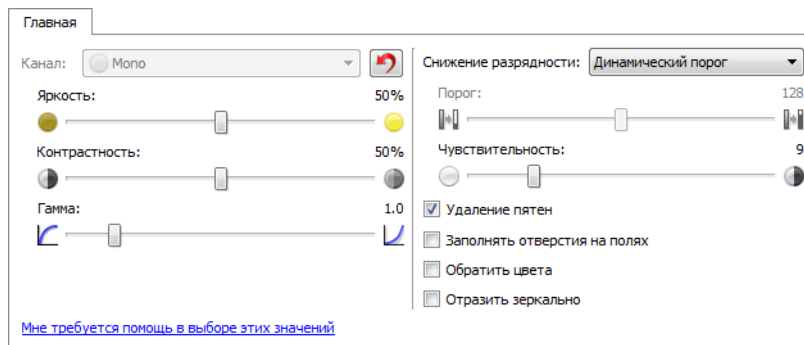 Главная
Канал: Mono
Яркость: 50%
Контрастность: 50%
Гамма: 1.0
Мне требуется помощь в выборе этих значений
Снижение разрядности: Динамический порог
Порог: 128
Чувствительность: 9
Удаление пятен
Заполнять отверстия на полях
Обратить цвета
Отразить зеркально